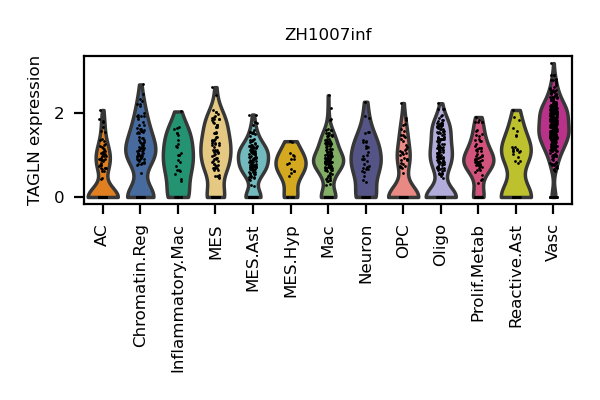 ZH1007inf
TAGLN expression
2
0
AC
Chromatin.Reg
Inflammatory.Mac
MES
MES.Ast
MES.Hyp
Mac
Neuron
OPC
Oligo
Prolif.Metab
Reactive.Ast
Vasc